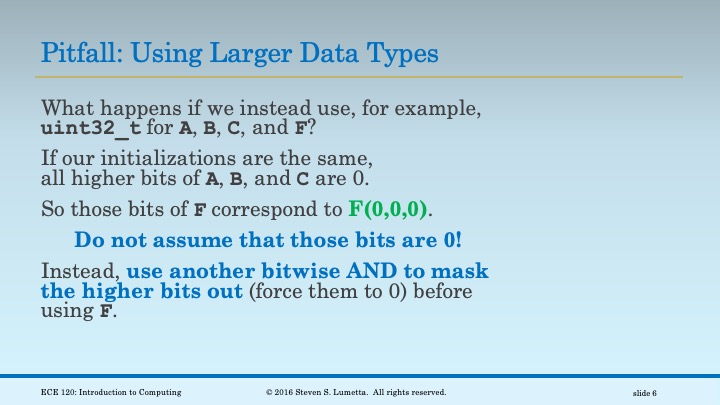 Pitfall: Using Larger Data Types
What happens if we instead use, for example,
uint32_t for A, B, C, and F?
If our initializations are the same,
all higher bits of A, B, and C are 0.
So those bits of F correspond to F(0,0,0).
Do not assume that those bits are 0!
Instead, use another bitwise AND to mask
the higher bits out (force them to 0) before
using F.
ECE 120: Introduction to Computing
© 2016 Steven S. Lumetta. All rights reserved.
slide 6